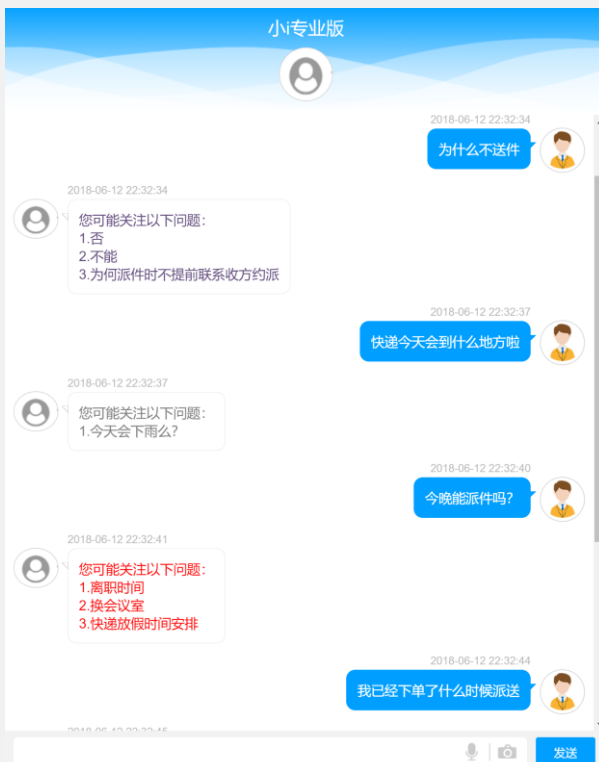 小i专业版
2018-06-12 22:32:34
为什么不送件
2018-06-12 22:32:34
您可能关注以下问题：
1.否
2.不能
3.为何派件时不提前联系收方约派
2018-06-12 22:32:37
快递今天会到什么地方啦
2018-06-12 22:32:37
您可能关注以下问题：
1.今天会下雨么？
2018-06-12 22:32:40
今晚能派件吗？
2018-06-12 22:32:41
您可能关注以下问题：
1.离职时间
2.换会议室
3.快递放假时间安排
2018-06-12 22:32:44
我已经下单了什么时候派送
2018-06-12 22:32:45
发送